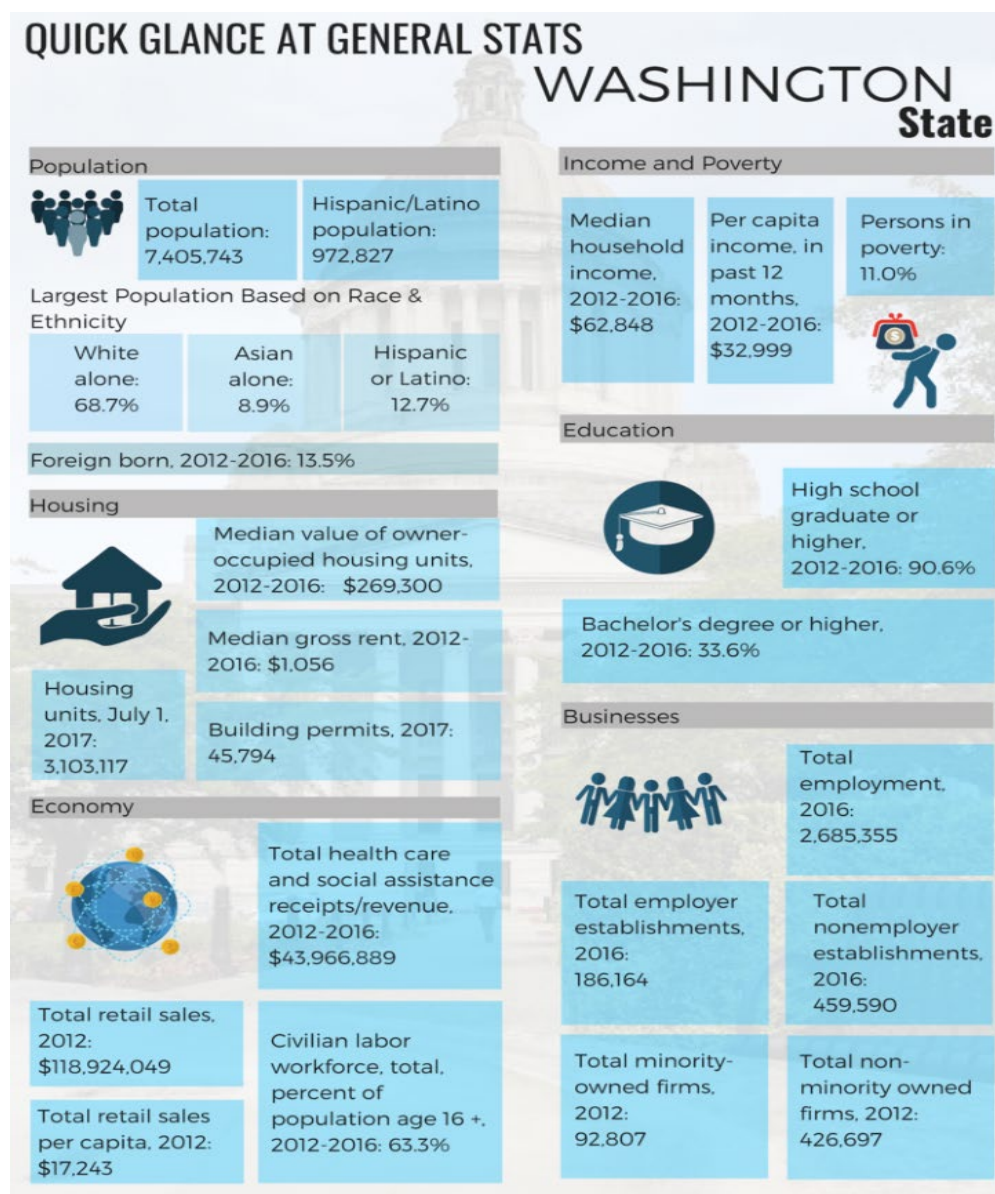 QUICK GLANCE AT GENERAL STATS
WASHINGTON
State
Population
Total
population:
7,405,743
Hispanic/Latino
population:
972,827
Largest Population Based on Race &
Ethnicity
White
alone:
68.7%
Asian
alone:
8.9%
Hispanic
or Latino:
12.7%
Foreign born, 2012-2016: 13.5%
Housing
Median value of owner-
occupied housing units,
2012-2016: $269,300
Median gross rent, 2012-
2016: $1,056
Housing
units, July 1,
2017:
3,103,117
Building permits, 2017:
45,794
Economy
Total health care
and social assistance
receipts/revenue,
2012-2016:
$43,966,889
Total retail sales,
2012:
$118,924,049
Total retail sales
per capita, 2012:
$17,243
Civilian labor
workforce, total,
percent of
population age 16 +,
2012-2016: 63.3%
Income and Poverty
Median
household
income,
2012-2016:
$62,848
Per capita
income, in
past 12
months,
2012-2016:
$32,999
Persons in
poverty:
11.0%
$
Education
High school
graduate or
higher,
2012-2016: 90.6%
Bachelor's degree or higher,
2012-2016: 33.6%
Businesses
Total
employment,
2016:
2,685,355
Total employer
establishments,
2016:
186,164
Total
nonemployer
establishments,
2016:
459,590
Total minority-
owned firms,
2012:
92,807
Total non-
minority owned
firms, 2012:
426,697